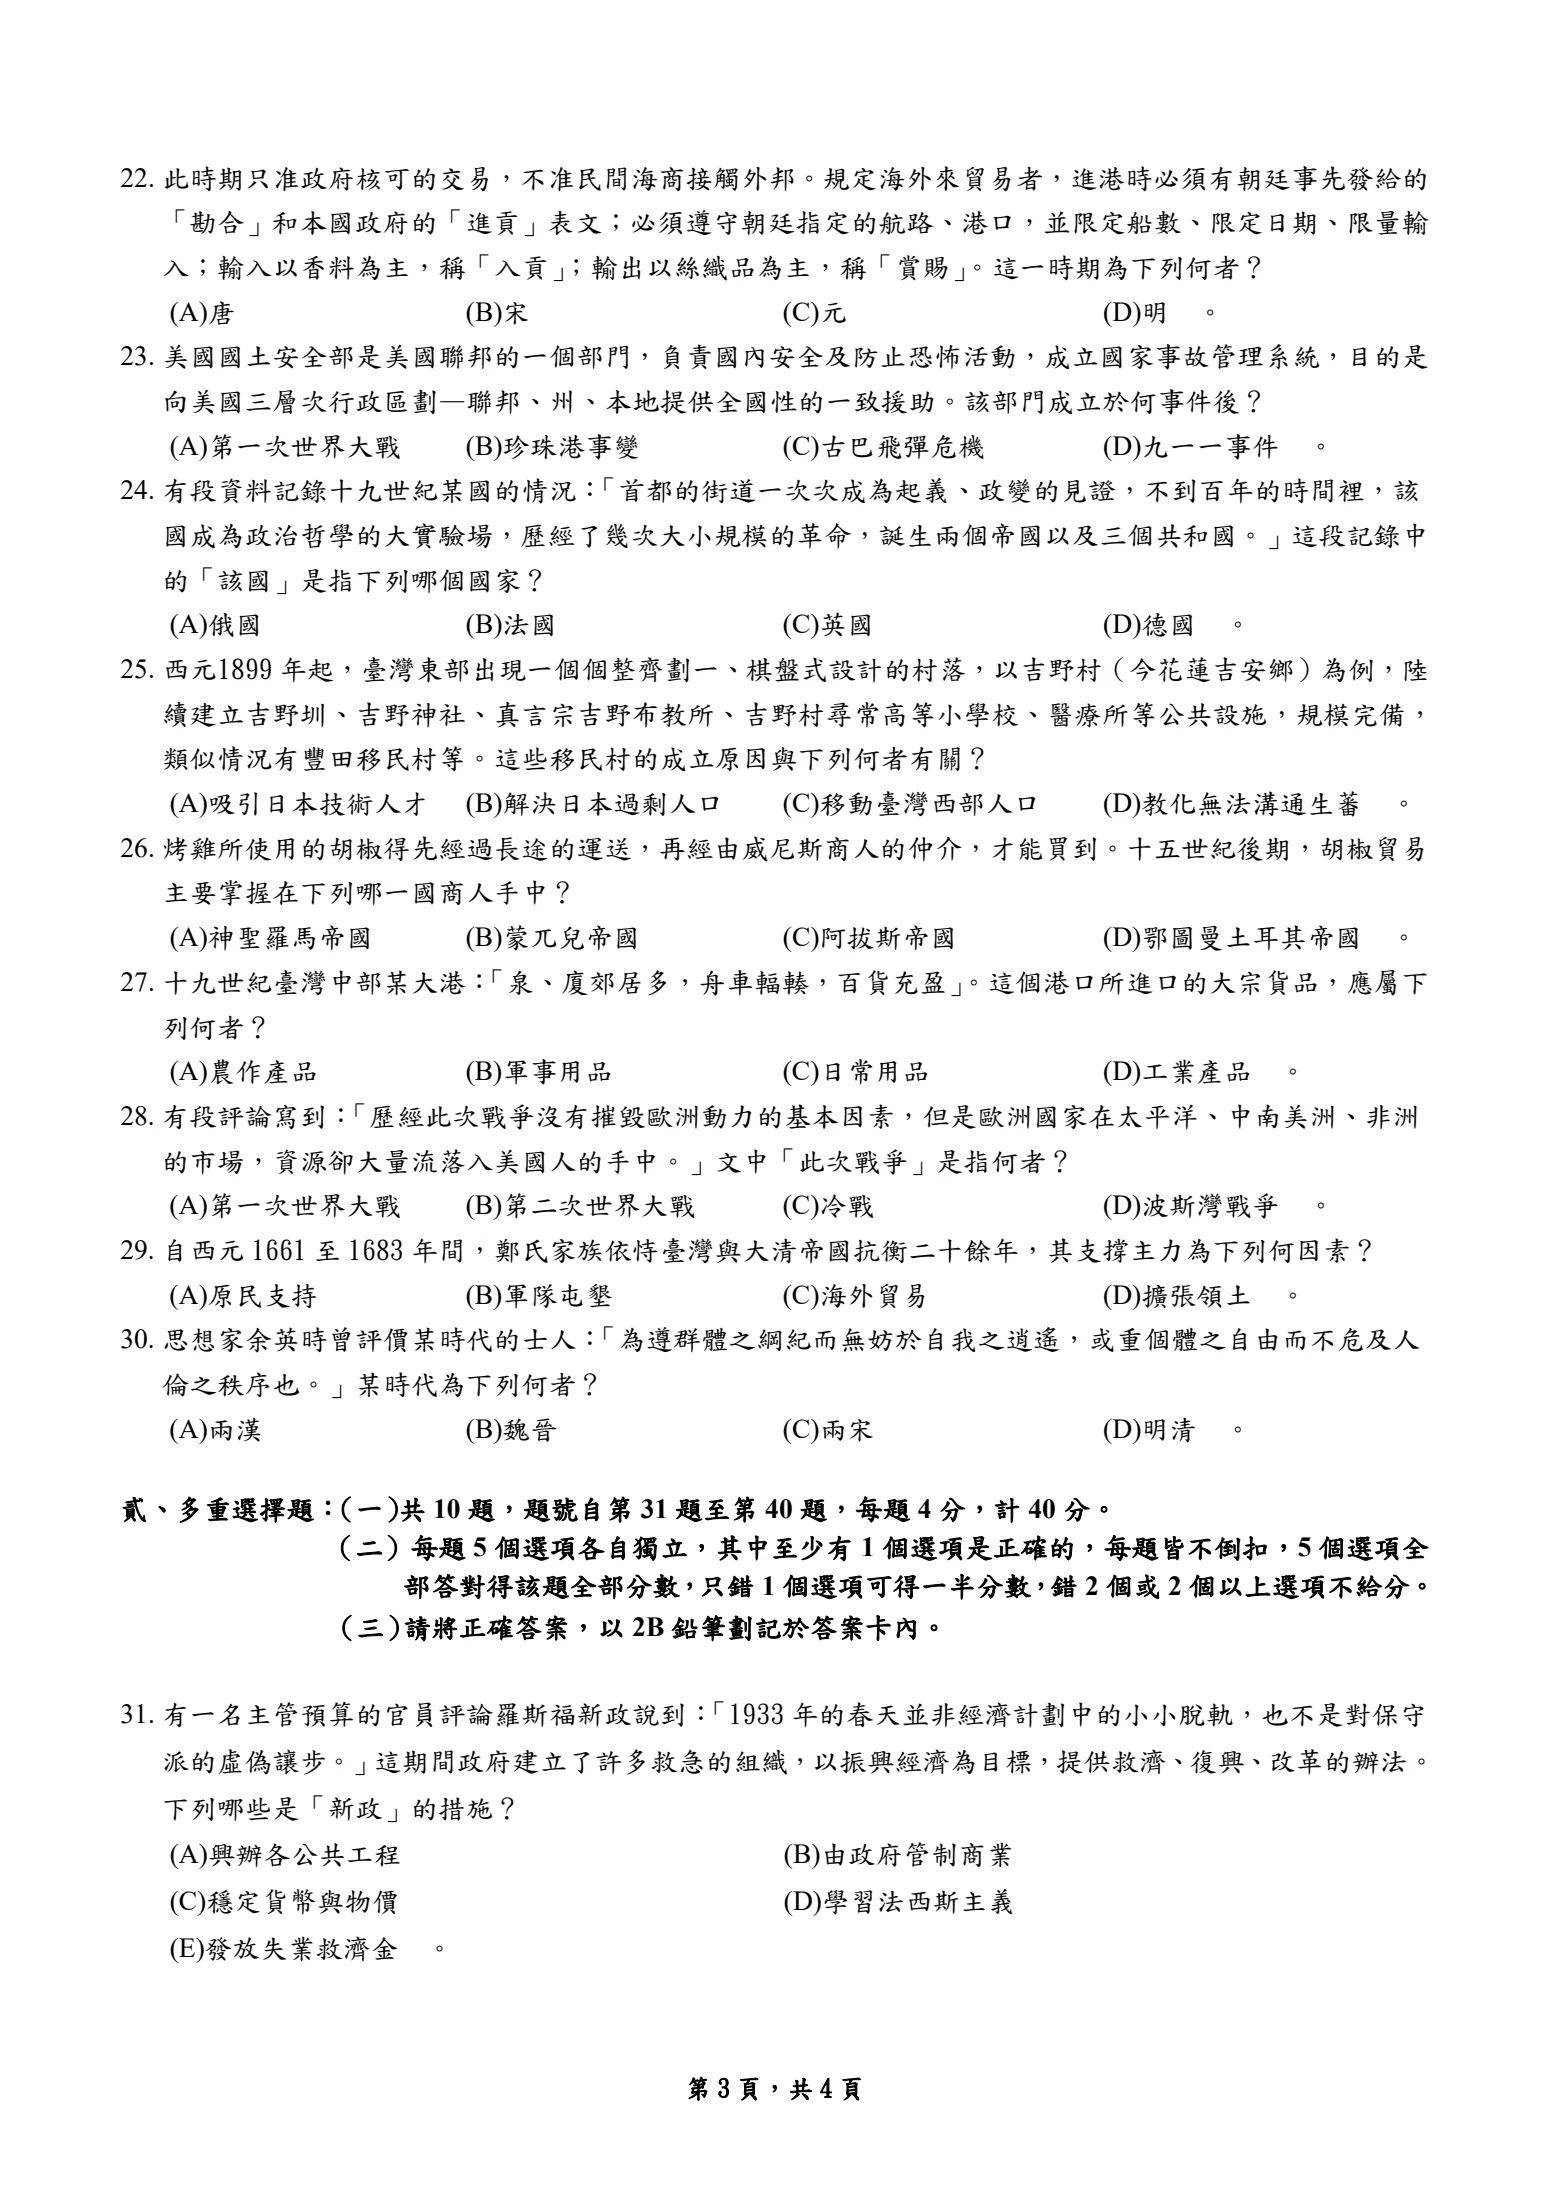 22. 此時期只准政府核可的交易，不准民間海商接觸外邦。規定海外來貿易者，進港時必須有朝廷事先發給的
「勘合」和本國政府的「進貢」表文；必須遵守朝廷指定的航路、港口，並限定船數、限定日期、限量輸
入；輸入以香料為主，稱「入貢」；輸出以絲織品為主，稱「賞賜」。這一時期為下列何者？
(A)唐 (B)宋 (C)元 (D)明 。
23. 美國國土安全部是美國聯邦的一個部門，負責國內安全及防止恐怖活動，成立國家事故管理系統，目的是
向美國三層次行政區劃—聯邦、州、本地提供全國性的一致援助。該部門成立於何事件後？
(A)第一次世界大戰 (B)珍珠港事變 (C)古巴飛彈危機 (D)九一一事件 。
24. 有段資料記錄十九世紀某國的情況：「首都的街道一次次成為起義、政變的見證，不到百年的時間裡，該
國成為政治哲學的大實驗場，歷經了幾次大小規模的革命，誕生兩個帝國以及三個共和國。」這段記錄中
的「該國」是指下列哪個國家？
(A)俄國 (B)法國 (C)英國 (D)德國 。
25. 西元1899 年起，臺灣東部出現一個個整齊劃一、棋盤式設計的村落，以吉野村（今花蓮吉安鄉）為例，陸
續建立吉野圳、吉野神社、真言宗吉野布教所、吉野村尋常高等小學校、醫療所等公共設施，規模完備，
類似情況有豐田移民村等。這些移民村的成立原因與下列何者有關？
(A)吸引日本技術人才 (B)解決日本過剩人口 (C)移動臺灣西部人口 (D)教化無法溝通生蕃 。
26. 烤雞所使用的胡椒得先經過長途的運送，再經由威尼斯商人的仲介，才能買到。十五世紀後期，胡椒貿易
主要掌握在下列哪一國商人手中？
(A)神聖羅馬帝國 (B)蒙兀兒帝國 (C)阿拔斯帝國 (D)鄂圖曼土耳其帝國 。
27. 十九世紀臺灣中部某大港：「泉、廈郊居多，舟車輻輳，百貨充盈」。這個港口所進口的大宗貨品，應屬下
列何者？
(A)農作產品 (B)軍事用品 (C)日常用品 (D)工業產品 。
28. 有段評論寫到：「歷經此次戰爭沒有摧毀歐洲動力的基本因素，但是歐洲國家在太平洋、中南美洲、非洲
的市場，資源卻大量流落入美國人的手中。」文中「此次戰爭」是指何者？
(A)第一次世界大戰 (B)第二次世界大戰 (C)冷戰 (D)波斯灣戰爭 。
29. 自西元 1661 至 1683 年間，鄭氏家族依恃臺灣與大清帝國抗衡二十餘年，其支撐主力為下列何因素？
(A)原民支持 (B)軍隊屯墾 (C)海外貿易 (D)擴張領土 。
30. 思想家余英時曾評價某時代的士人：「為遵群體之綱紀而無妨於自我之逍遙，或重個體之自由而不危及人
倫之秩序也。」某時代為下列何者？
(A)兩漢 (B)魏晉 (C)兩宋 (D)明清 。
貳、多重選擇題：(一)共 10 題，題號自第 31 題至第 40 題，每題 4 分，計 40 分。
(二) 每題 5 個選項各自獨立，其中至少有 1 個選項是正確的，每題皆不倒扣，5 個選項全
部答對得該題全部分數，只錯 1 個選項可得一半分數，錯 2 個或 2 個以上選項不給分。
(三)請將正確答案，以 2B 鉛筆劃記於答案卡內。
31. 有一名主管預算的官員評論羅斯福新政說到：「1933 年的春天並非經濟計劃中的小小脫軌，也不是對保守
派的虛偽讓步。」這期間政府建立了許多救急的組織，以振興經濟為目標，提供救濟、復興、改革的辦法。
下列哪些是「新政」的措施？
(A)興辦各公共工程 (B)由政府管制商業
(C)穩定貨幣與物價 (D)學習法西斯主義
(E)發放失業救濟金 。
第 3 頁，共 4 頁